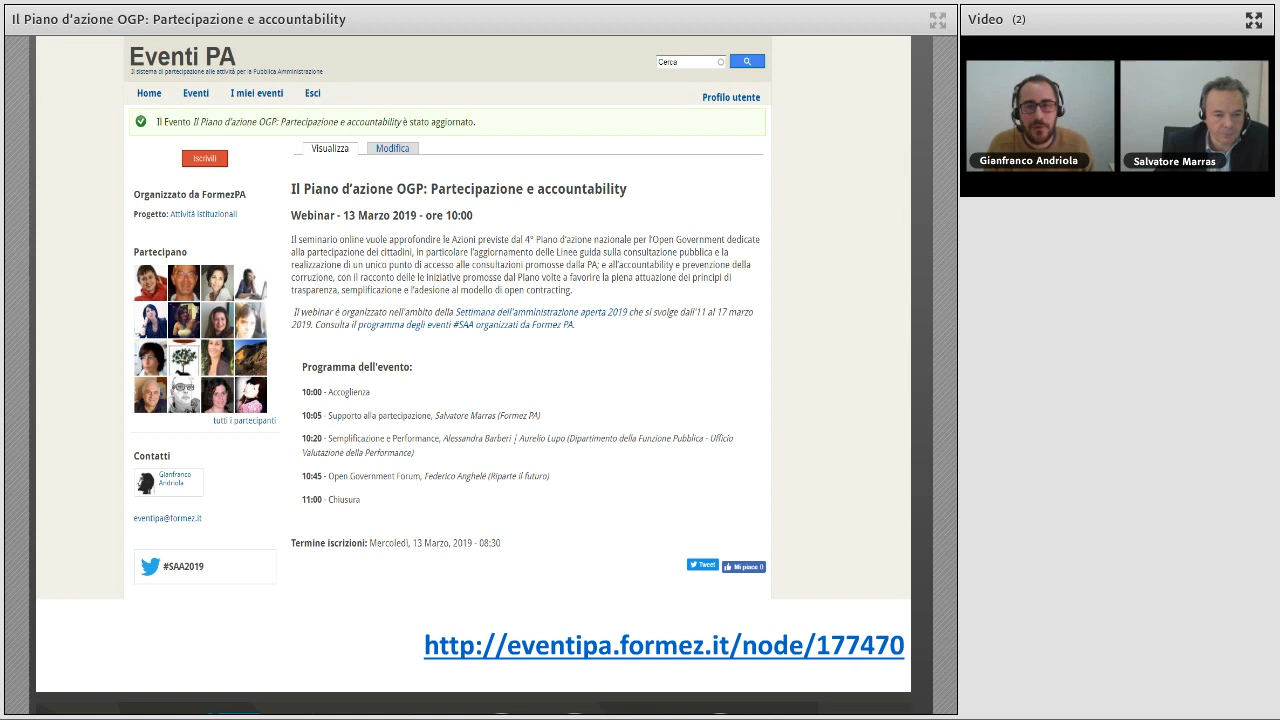 Il Piano d'azione OGP: Partecipazione e accountability
Video (2)
Gianfranco Andriola
Salvatore Marras
Eventi PA
Il sistema di partecipazione alle attività per la Pubblica Amministrazione
Cerca
Home Eventi I miei eventi Esci
Profilo utente
Il Evento Il Piano d'azione OGP: Partecipazione e accountability è stato aggiornato.
Iscriviti
Organizzato da FormezPA
Progetto: Attività istituzionali
Partecipano
tutti i partecipanti
Contatti
Gianfranco
Andriola
eventipa@formez.it
#SAA2019
Visualizza Modifica
Il Piano d'azione OGP: Partecipazione e accountability
Webinar - 13 Marzo 2019 - ore 10:00
Il seminario online vuole approfondire le Azioni previste dal 4° Piano d'azione nazionale per l'Open Government dedicate
alla partecipazione dei cittadini, in particolare l'aggiornamento delle Linee guida sulla consultazione pubblica e la
realizzazione di un unico punto di accesso alle consultazioni promosse dalla PA; e all'accountability e prevenzione della
corruzione, con il racconto delle le iniziative promosse dal Piano volte a favorire la piena attuazione dei principi di
trasparenza, semplificazione e l'adesione al modello di open contracting.
Il webinar è organizzato nell'ambito della Settimana dell'amministrazione aperta 2019 che si svolge dall'11 al 17 marzo
2019. Consulta il programma degli eventi #SAA organizzati da Formez PA.
Programma dell'evento:
10:00 - Accoglienza
10:05 - Supporto alla partecipazione, Salvatore Marras (Formez PA)
10:20 - Semplificazione e Performance, Alessandra Barberi | Aurelio Lupo (Dipartimento della Funzione Pubblica - Ufficio
Valutazione della Performance)
10:45 - Open Government Forum, Federico Anghelé (Riparte il futuro)
11:00 - Chiusura
Termine iscrizioni: Mercoledì, 13 Marzo, 2019 - 08:30
Tweet Mi piace 0
http://eventipa.formez.it/node/177470